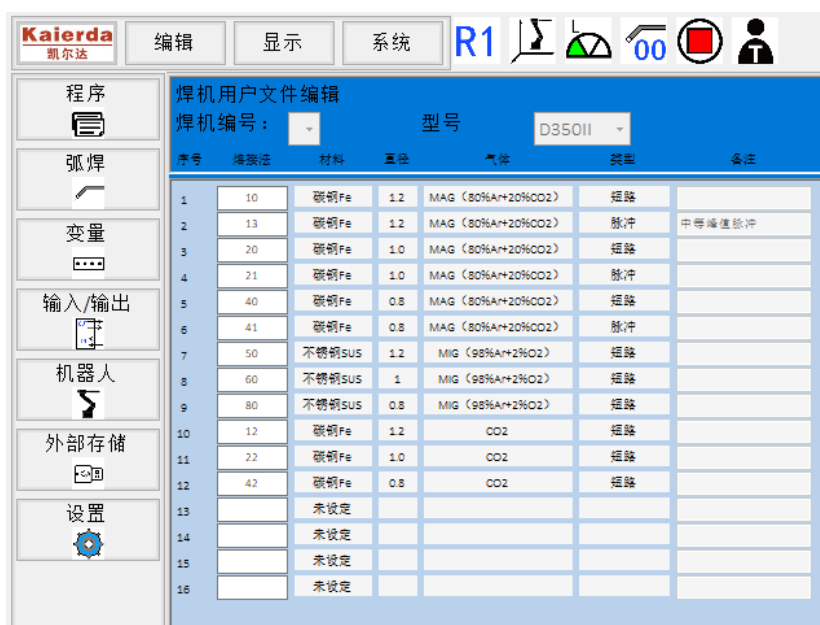 Kaierda
凯尔达
编辑
显示
系统
R1
00
T
程序
弧焊
变量
输入/输出
机器人
外部存储
设置
焊机用户文件编辑
焊机编号： 型号 D350II
序号 熔接法 材料 直径 气体 类型 备注
1 10 碳钢Fe 1.2 MAG（80%Ar+20%CO2） 短路
2 13 碳钢Fe 1.2 MAG（80%Ar+20%CO2） 脉冲 中等峰值脉冲
3 20 碳钢Fe 1.0 MAG（80%Ar+20%CO2） 短路
4 21 碳钢Fe 1.0 MAG（80%Ar+20%CO2） 脉冲
5 40 碳钢Fe 0.8 MAG（80%Ar+20%CO2） 短路
6 41 碳钢Fe 0.8 MAG（80%Ar+20%CO2） 脉冲
7 50 不锈钢SUS 1.2 MIG（98%Ar+2%O2） 短路
8 60 不锈钢SUS 1 MIG（98%Ar+2%O2） 短路
9 80 不锈钢SUS 0.8 MIG（98%Ar+2%O2） 短路
10 12 碳钢Fe 1.2 CO2 短路
11 22 碳钢Fe 1.0 CO2 短路
12 42 碳钢Fe 0.8 CO2 短路
13 未设定
14 未设定
15 未设定
16 未设定